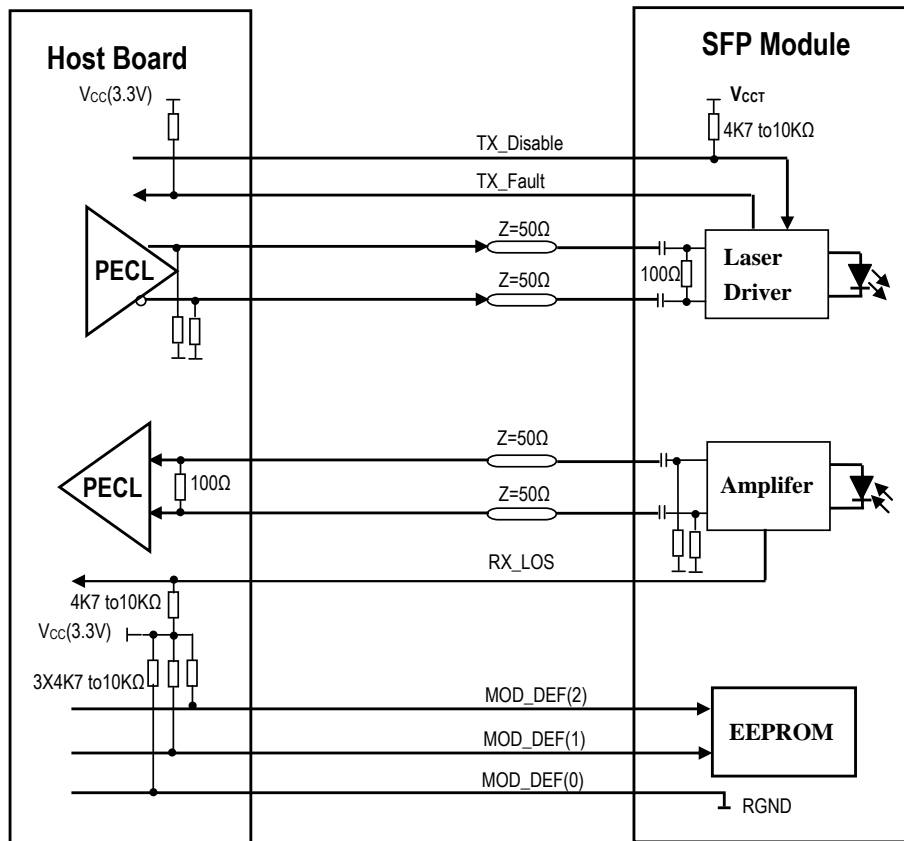 Host Board
SFP Module
VCC(3.3V)
VCCT
4K7 to10KΩ
TX_Disable
TX_Fault
Z=50Ω
PECL
100Ω
Laser
Driver
Z=50Ω
Z=50Ω
PECL
100Ω
Z=50Ω
Amplifer
RX_LOS
4K7 to10KΩ
VCC(3.3V)
3X4K7 to10KΩ
MOD_DEF(2)
EEPROM
MOD_DEF(1)
MOD_DEF(0)
RGND